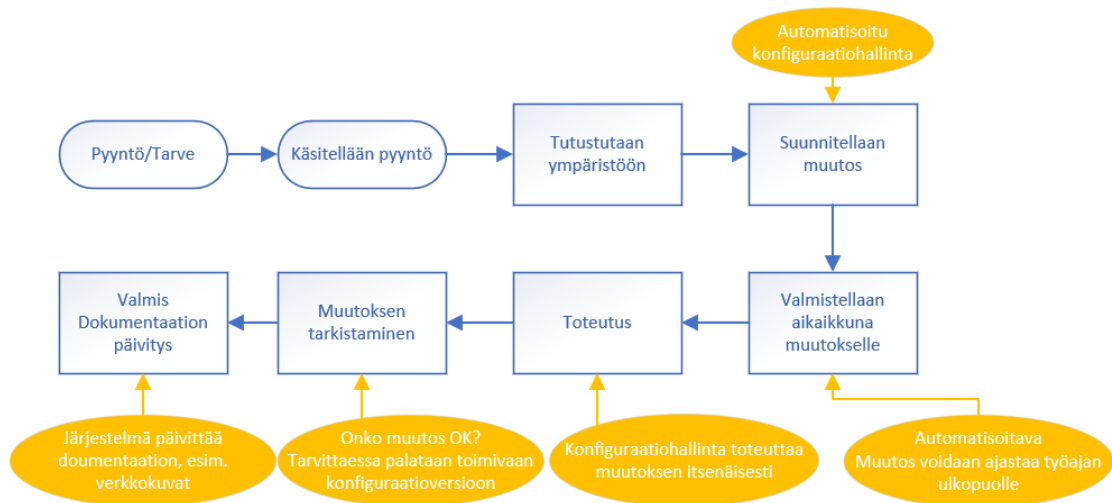 Automatisoitu
konfiguraatiohallinta
Pyyntö/Tarve
Käsitellään pyyntö
Tutustutaan
ympäristöön
Suunnitellaan
muutos
Valmis
Dokumentaation
päivitys
Muutoksen
tarkistaminen
Toteutus
Valmistellaan
aikaikkuna
muutokselle
Järjestelmä päivittää
doumentaation, esim.
verkkokuvat
Onko muutos OK?
Tarvittaessa palataan toimivaan
konfiguraatioversioon
Konfiguraatiohallinta toteuttaa
muutoksen itsenäisesti
Automatisoitava
Muutos voidaan ajastaa työajan
ulkopuolle